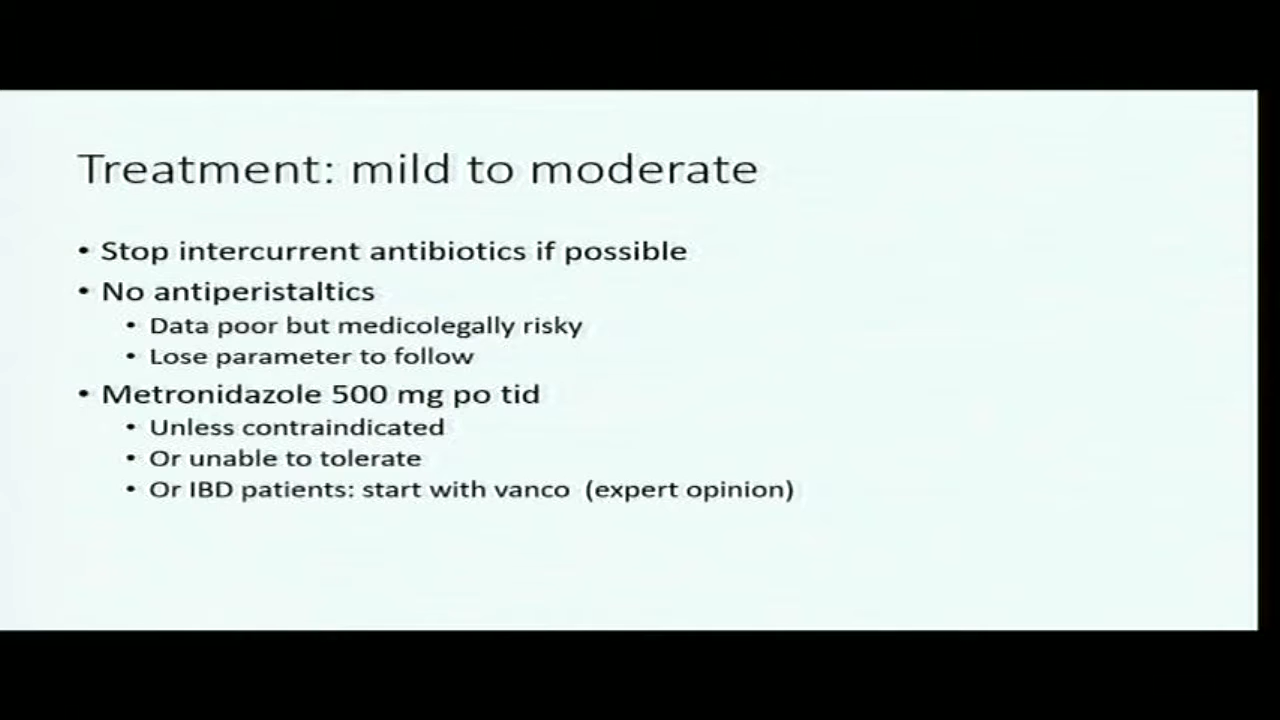 Treatment: mild to moderate
• Stop intercurrent antibiotics if possible
• No antiperistaltics
• Data poor but medicolegally risky
• Lose parameter to follow
• Metronidazole 500 mg po tid
• Unless contraindicated
• Or unable to tolerate
• Or IBD patients: start with vanco (expert opinion)